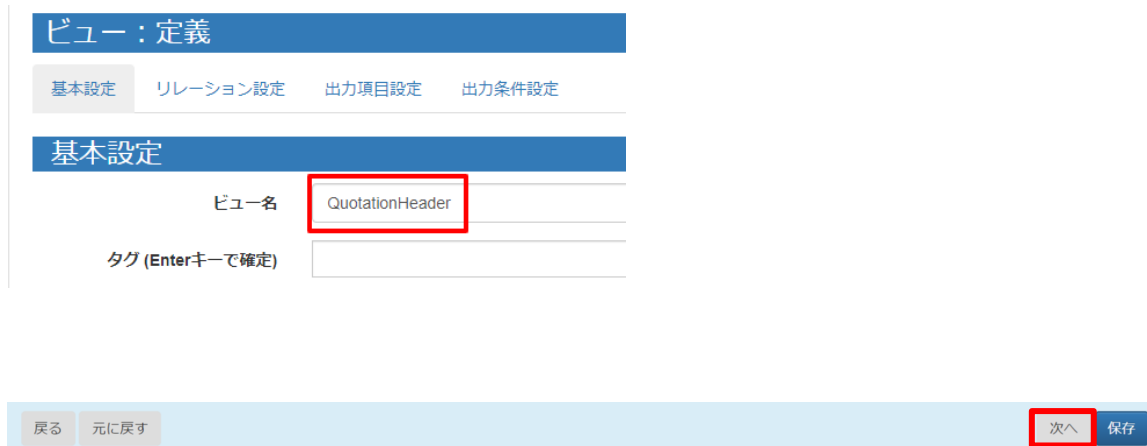 ビュー：定義
基本設定 リレーション設定 出力項目設定 出力条件設定
基本設定
ビュー名 QuotationHeader
タグ (Enterキーで確定)
戻る 元に戻す 次へ 保存